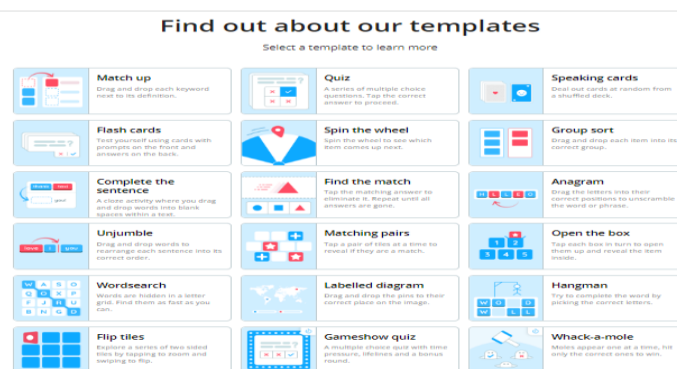 Find out about our templates
Select a template to learn more
Match up
Drag and drop each keyword
next to its definition.
Quiz
A series of multiple choice
questions. Tap the correct
answer to proceed.
Speaking cards
Deal out cards at random from
a shuffled deck.
Flash cards
Test yourself using cards with
prompts on the front and
answers on the back.
Spin the wheel
Spin the wheel to see which
item comes up next.
Group sort
Drag and drop each item into its
correct group.
Complete the
sentence
A cloze activity where you drag
and drop words into blank
spaces within a text.
Find the match
Tap the matching answer to
eliminate it. Repeat until all
answers are gone.
Anagram
Drag the letters into their
correct positions to unscramble
the word or phrase.
Unjumble
Drag and drop words to
rearrange each sentence into its
correct order.
Matching pairs
Tap a pair of tiles at a time to
reveal if they are a match.
Open the box
Tap each box in turn to open
them up and reveal the item
inside.
1 2
3 4 5
Wordsearch
Words are hidden in a letter
grid. Find them as fast as you
can.
Labelled diagram
Drag and drop the pins to their
correct place on the image.
Hangman
Try to complete the word by
picking the correct letters.
Flip tiles
Explore a series of two sided
tiles by tapping to zoom and
swiping to flip.
Gameshow quiz
A multiple choice quiz with time
pressure, lifelines and a bonus
round.
Whack-a-mole
Moles appear one at a time, hit
only the correct ones to win.